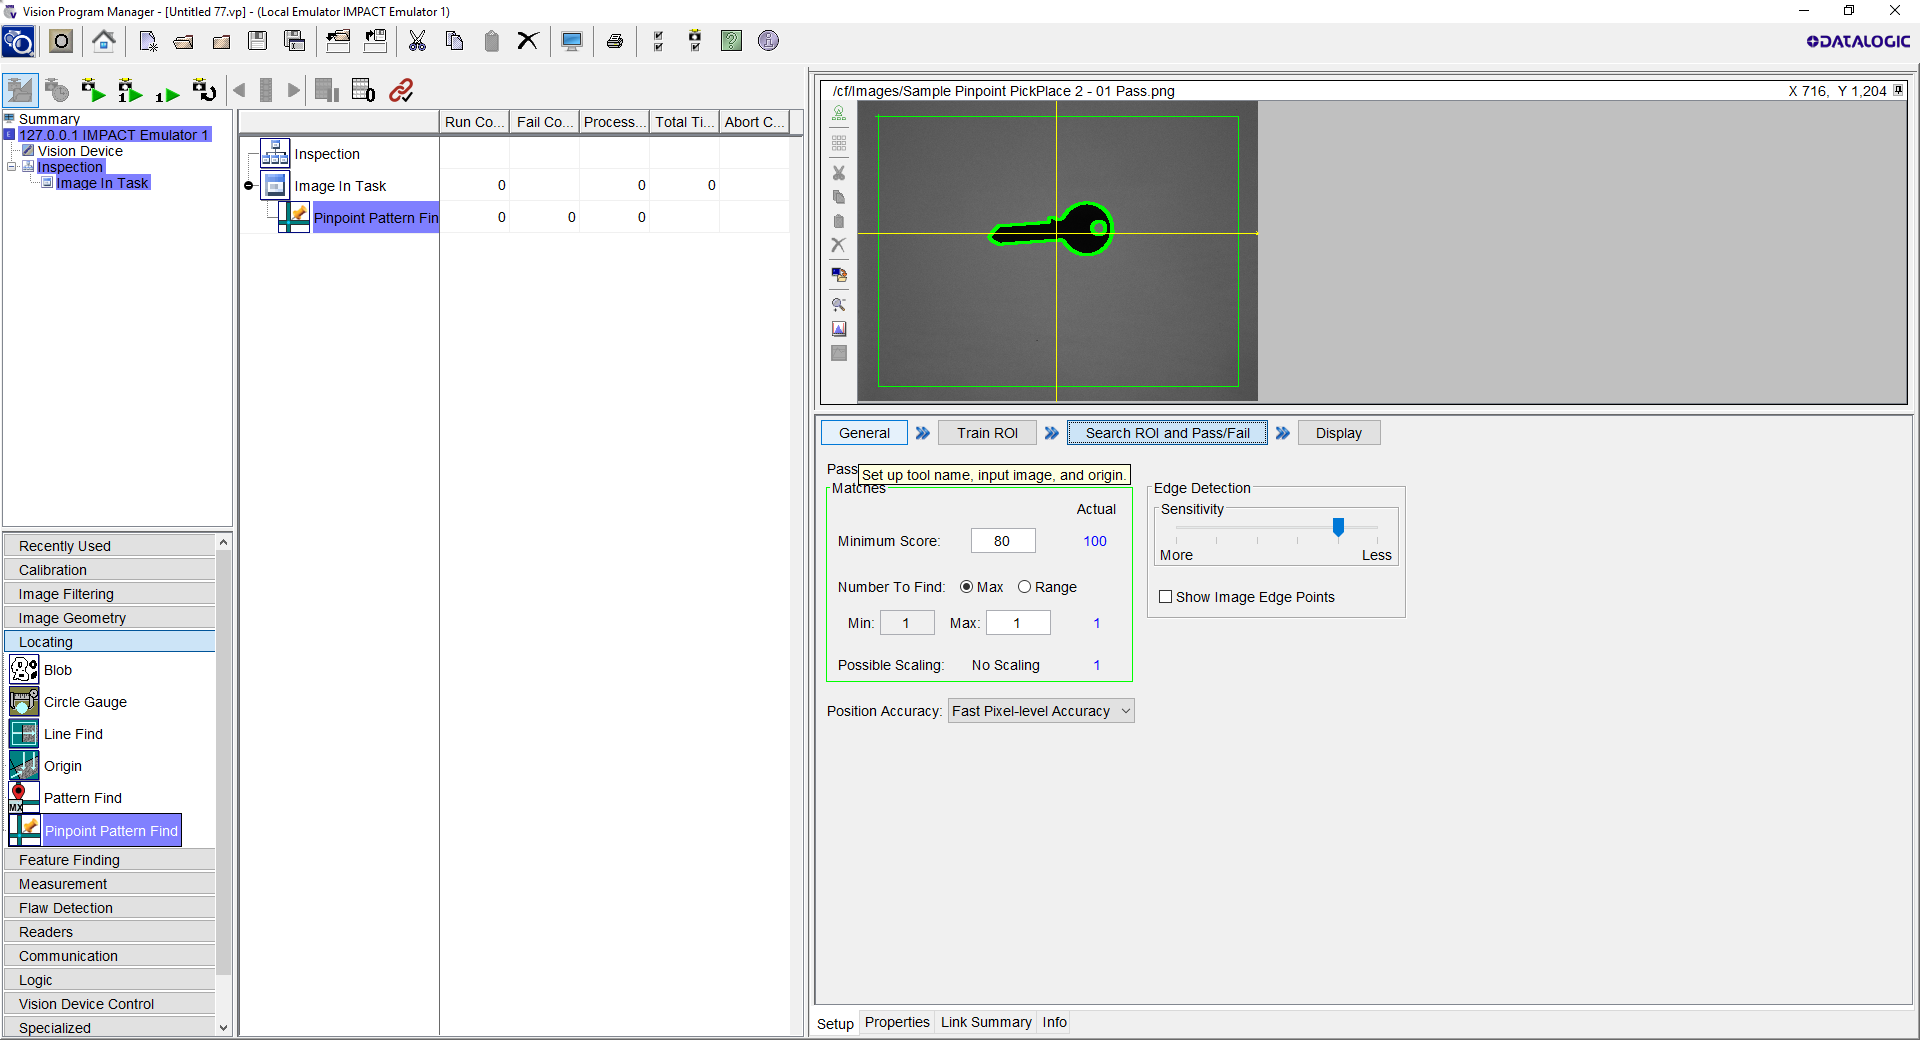 Vision Program Manager - [Untitled 77.vp] - (Local Emulator IMPACT Emulator 1)
DATALOGIC
Summary
127.0.0.1 IMPACT Emulator 1
Vision Device
Inspection
Image In Task
Recently Used
Calibration
Image Filtering
Image Geometry
Locating
Blob
Circle Gauge
Line Find
Origin
MX
Pattern Find
Pinpoint Pattern Find
Feature Finding
Measurement
Flaw Detection
Readers
Communication
Logic
Vision Device Control
Specialized
Run Co... Fail Co... Process... Total Ti... Abort C...
Inspection
Image In Task 0 0 0
Pinpoint Pattern Fin 0 0 0
/cf/Images/Sample Pinpoint PickPlace 2 - 01 Pass.png X 716, Y 1,204
General Train ROI Search ROI and Pass/Fail Display
Pass
Set up tool name, input image, and origin.
Matches
Actual
Minimum Score: 80 100
Number To Find: Max Range
Min: 1 Max: 1 1
Possible Scaling: No Scaling 1
Position Accuracy: Fast Pixel-level Accuracy
Edge Detection
Sensitivity
More Less
Show Image Edge Points
Setup Properties Link Summary Info